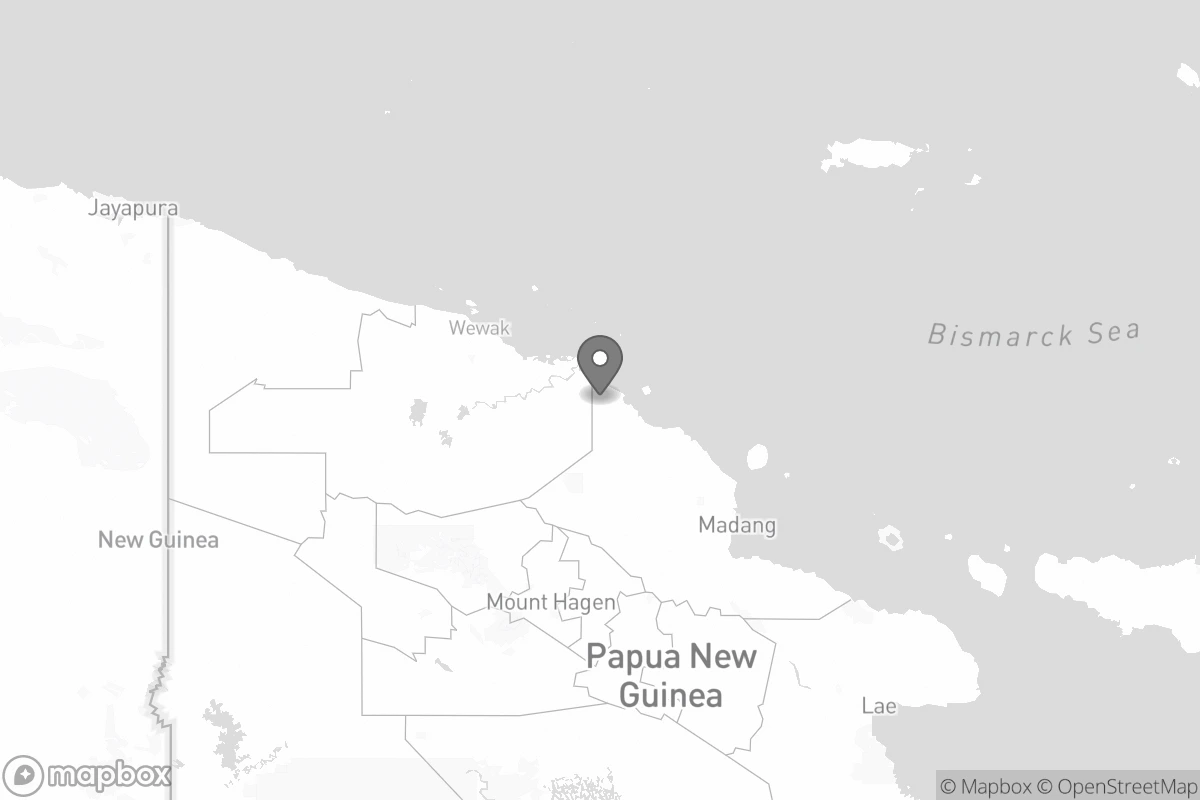 Jayapura
Wewak
Bismarck Sea
Madang
New Guinea
Mount Hagen
Papua New
Guinea
Lae
mapbox
© Mapbox © OpenStreetMap